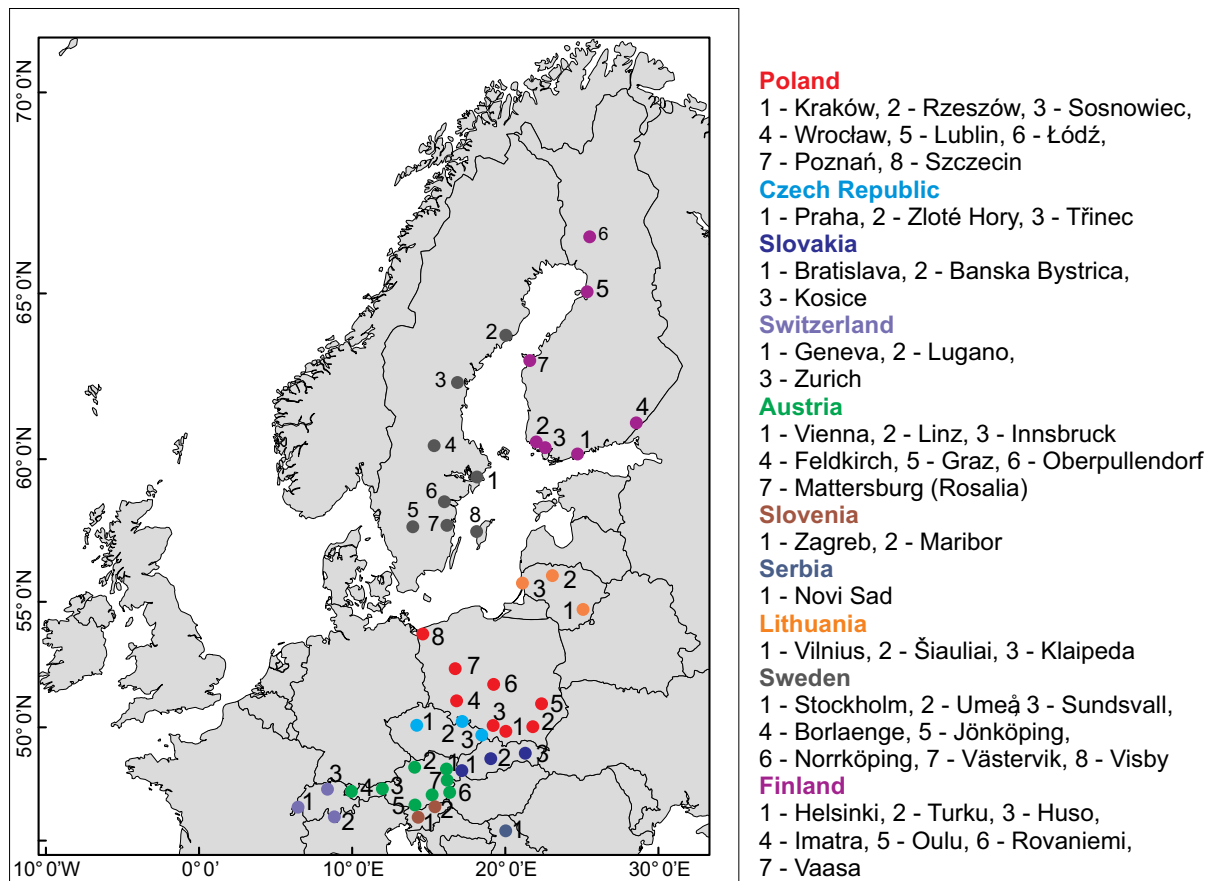 70°0'N
65°0'N
60°0'N
55°0'N
50°0'N
10°0'W
0°0'
10°0'E
20°0'E
30°0'E
6
5
2
7
3
4
2
3
1
4
1
6
5
7
8
2
3
1
8
7
6
4
5
3
1
2
1
2
3
2
1
1
2
3
7
6
3
4
3
5
1
2
1
2
1
Poland
1 - Kraków, 2 - Rzeszów, 3 - Sosnowiec,
4 - Wrocław, 5 - Lublin, 6 - Łódź,
7 - Poznań, 8 - Szczecin
Czech Republic
1 - Praha, 2 - Zloté Hory, 3 - Třinec
Slovakia
1 - Bratislava, 2 - Banska Bystrica,
3 - Kosice
Switzerland
1 - Geneva, 2 - Lugano,
3 - Zurich
Austria
1 - Vienna, 2 - Linz, 3 - Innsbruck
4 - Feldkirch, 5 - Graz, 6 - Oberpullendorf
7 - Mattersburg (Rosalia)
Slovenia
1 - Zagreb, 2 - Maribor
Serbia
1 - Novi Sad
Lithuania
1 - Vilnius, 2 - Šiauliai, 3 - Klaipeda
Sweden
1 - Stockholm, 2 - Umeå, 3 - Sundsvall,
4 - Borlaenge, 5 - Jönköping,
6 - Norrköping, 7 - Västervik, 8 - Visby
Finland
1 - Helsinki, 2 - Turku, 3 - Huso,
4 - Imatra, 5 - Oulu, 6 - Rovaniemi,
7 - Vaasa